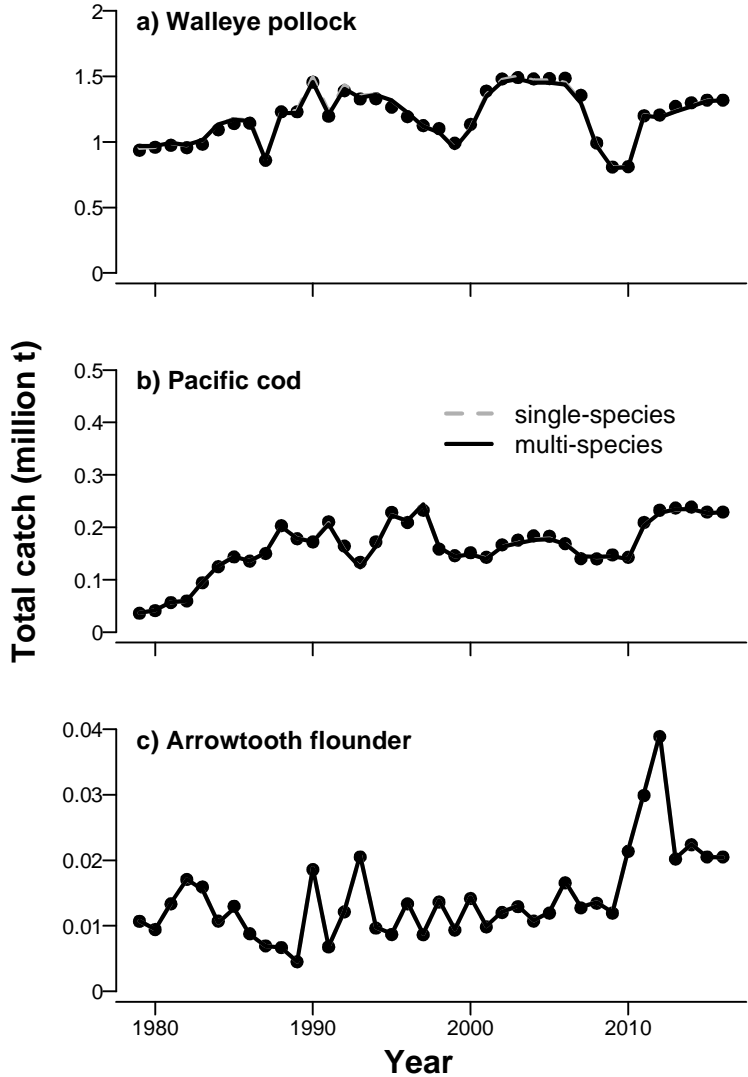 a) Walleye pollock
2
1.5
1
0.5
0
b) Pacific cod
0.5
0.4
0.3
0.2
0.1
0
single-species
multi-species
Total catch (million t)
c) Arrowtooth flounder
0.04
0.03
0.02
0.01
0
1980
1990
2000
2010
Year